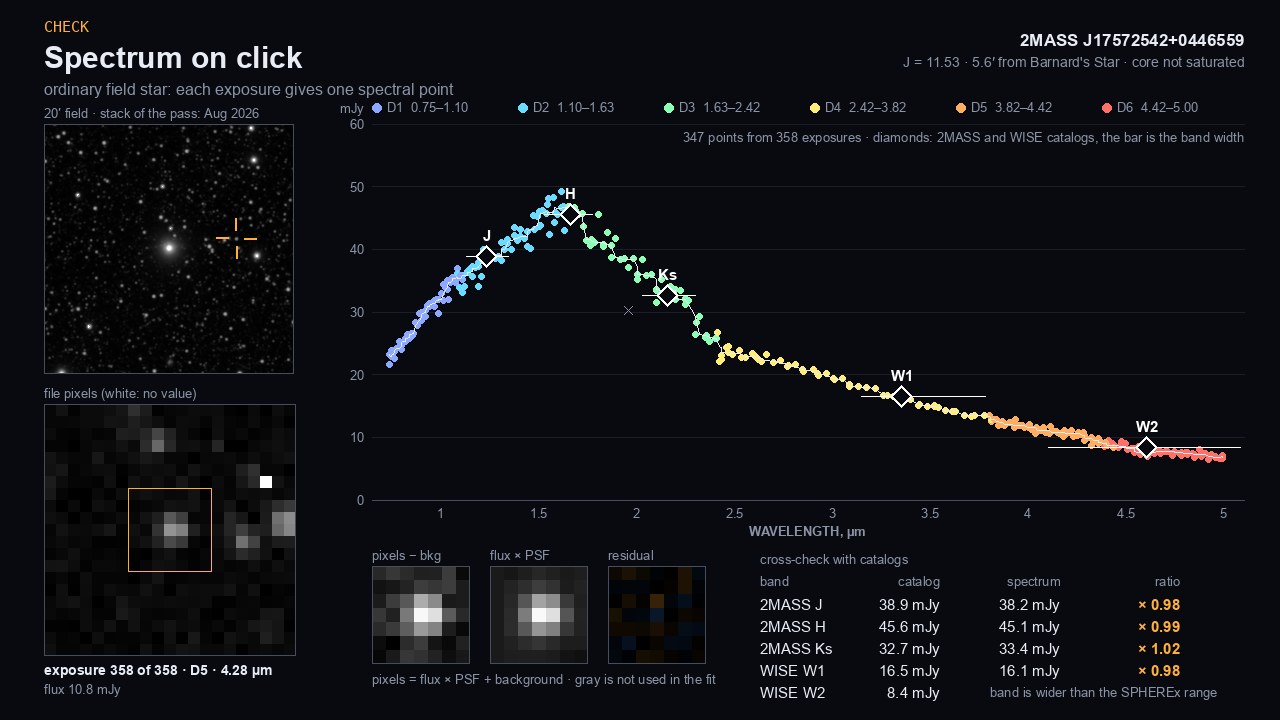 CHECK
Spectrum on click
ordinary field star: each exposure gives one spectral point
2MASS J17572542+0446559
J = 11.53 · 5.6′ from Barnard's Star · core not saturated
20′ field · stack of the pass: Aug 2026
mJy
D1 0.75–1.10
D2 1.10–1.63
D3 1.63–2.42
D4 2.42–3.82
D5 3.82–4.42
D6 4.42–5.00
347 points from 358 exposures · diamonds: 2MASS and WISE catalogs, the bar is the band width
60
50
40
30
20
10
0
J
H
Ks
W1
W2
1
1.5
2
2.5
3
3.5
4
4.5
5
WAVELENGTH, µm
file pixels (white: no value)
exposure 358 of 358 · D5 · 4.28 µm
flux 10.8 mJy
pixels − bkg
flux × PSF
residual
pixels = flux × PSF + background · gray is not used in the fit
cross-check with catalogs
band catalog spectrum ratio
2MASS J 38.9 mJy 38.2 mJy × 0.98
2MASS H 45.6 mJy 45.1 mJy × 0.99
2MASS Ks 32.7 mJy 33.4 mJy × 1.02
WISE W1 16.5 mJy 16.1 mJy × 0.98
WISE W2 8.4 mJy band is wider than the SPHEREx range